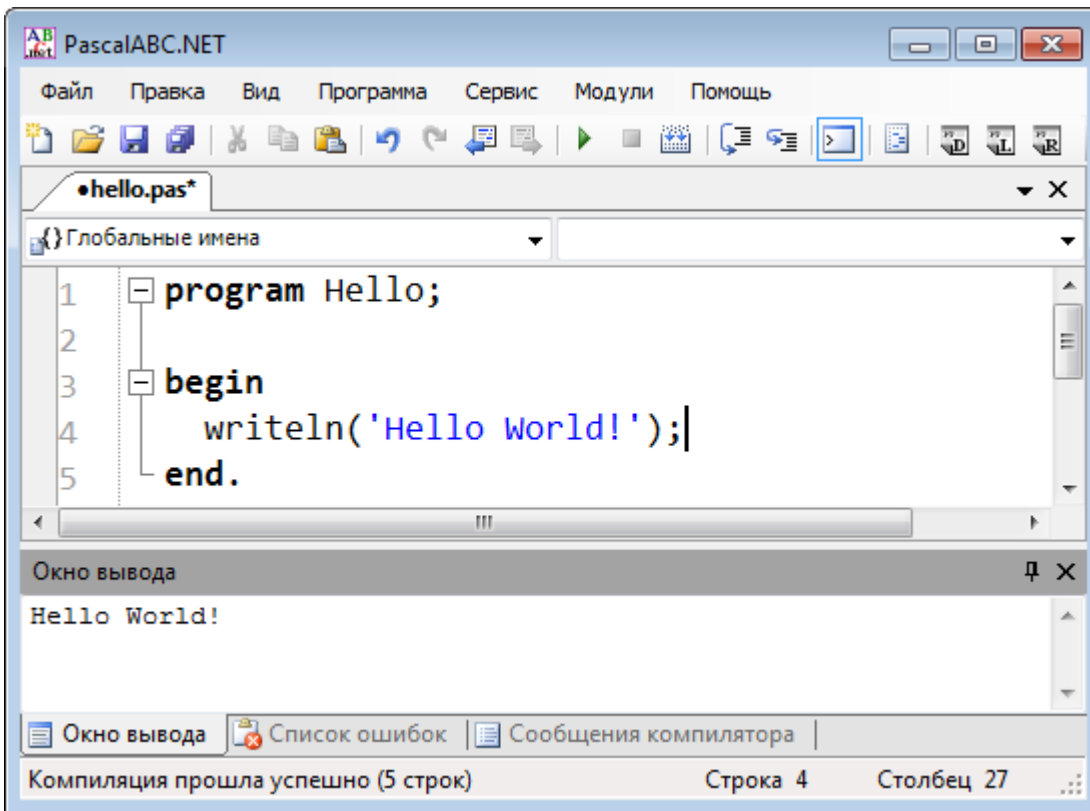 PascalABC.NET
Файл Правка Вид Программа Сервис Модули Помощь
•hello.pas*
{} Глобальные имена
1 program Hello;
2
3 begin
4 writeln('Hello World!');
5 end.
Окно вывода
Hello World!
Окно вывода Список ошибок Сообщения компилятора
Компиляция прошла успешно (5 строк) Строка 4 Столбец 27